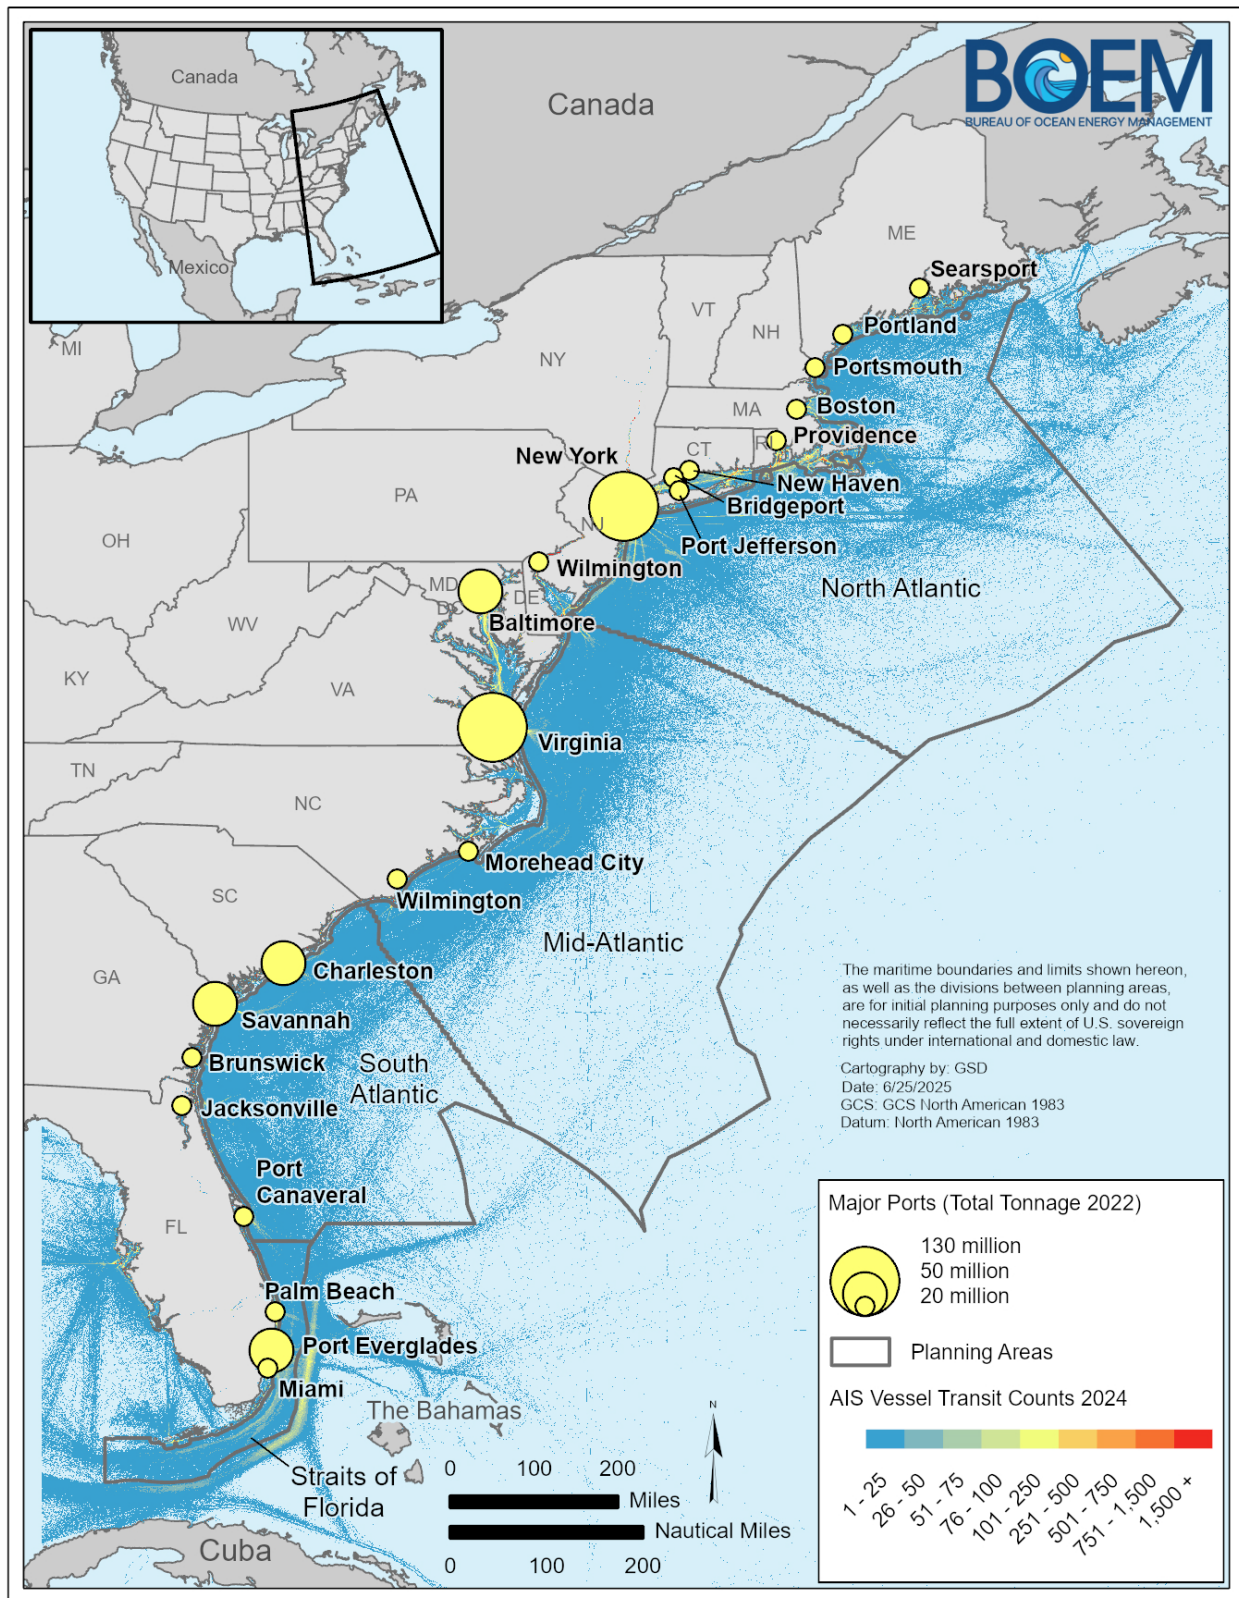 Canada
Mexico
Canada
BOEM
BUREAU OF OCEAN ENERGY MANAGEMENT
ME
Searsport
MI
VT
Portland
NH
NY
Portsmouth
MA
Boston
RI
Providence
CT
New York
New Haven
PA
Bridgeport
NJ
OH
Port Jefferson
Wilmington
MD
North Atlantic
DE
DC
Baltimore
WV
KY
VA
Virginia
TN
NC
Morehead City
SC
Wilmington
Mid-Atlantic
GA
Charleston
Savannah
The maritime boundaries and limits shown hereon,
as well as the divisions between planning areas,
are for initial planning purposes only and do not
necessarily reflect the full extent of U.S. sovereign
rights under international and domestic law.
Brunswick
South
Atlantic
Cartography by: GSD
Date: 6/25/2025
GCS: GCS North American 1983
Datum: North American 1983
Jacksonville
Port
Canaveral
FL
Palm Beach
Port Everglades
Miami
The Bahamas
Straits of
Florida
Cuba
N
0 100 200
Miles
Nautical Miles
0 100 200
Major Ports (Total Tonnage 2022)
130 million
50 million
20 million
Planning Areas
AIS Vessel Transit Counts 2024
1 - 25
26 - 50
51 - 75
76 - 100
101 - 250
251 - 500
501 - 750
751 - 1,500
1,500 +